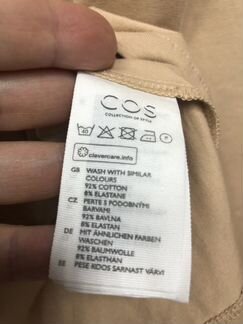 COS
COLLECTION OF STYLE
40
P
clevercare.info
GB WASH WITH SIMILAR
COLOURS
92% COTTON
8% ELASTANE
CZ PERTE S PODOBNÝMI
BARVAMI
92% BAVLNA
8% ELASTAN
DE MIT ÄHNLICHEN FARBEN
WASCHEN
92% BAUMWOLLE
8% ELASTHAN
EE PESE KOOS SARNAST VÄRVI